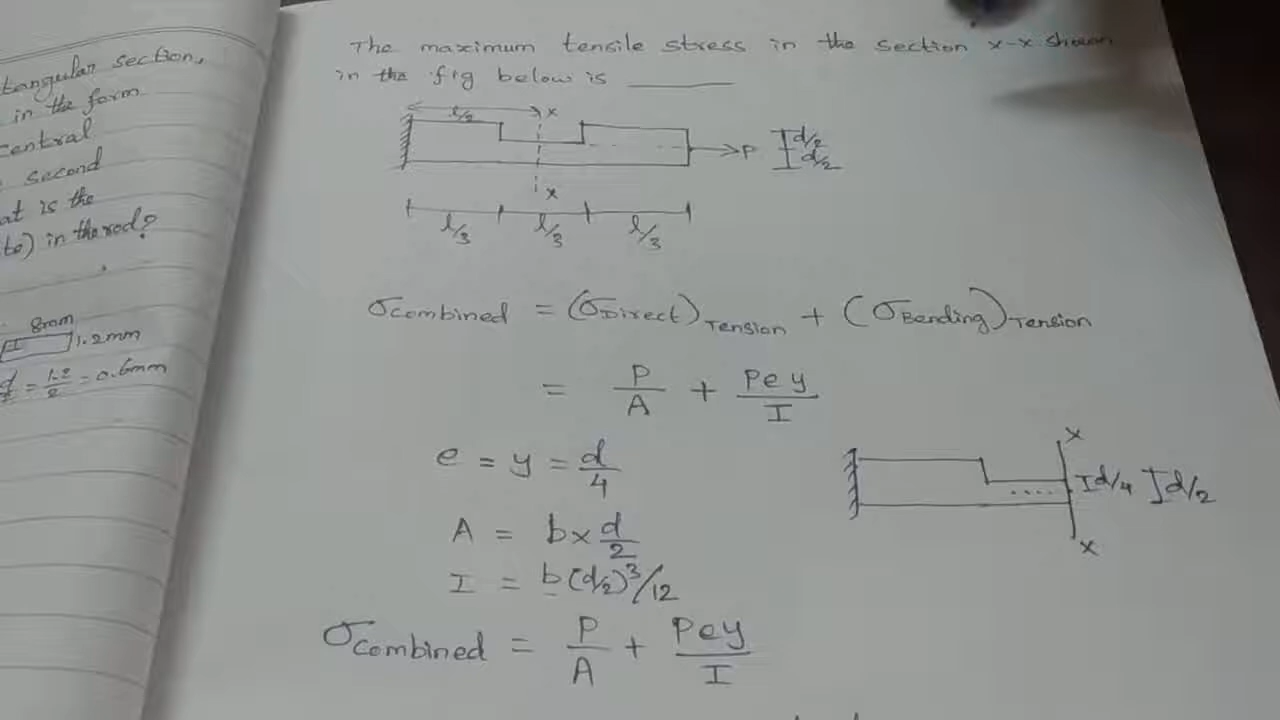 tangular section,
in the form
central
second
at is the
) in the rod?
8mm
I 1.2mm
= 1.2/2 = 0.6mm
The maximum tensile stress in the section x-x shown
in the fig below is ______
l/2 x
P d/2
d/2
x
l/3 l/3 l/3
σCombined = (σDirect)Tension + (σBending)Tension
= P/A + Pey/I
e = y = d/4
A = b x d/2
I = b(d/2)³/12
x
d/4 d/2
x
σCombined = P/A + Pey/I